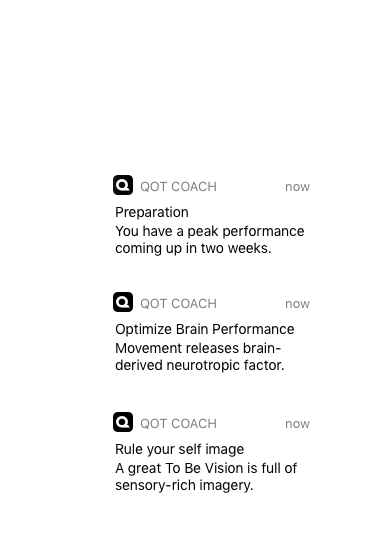 QOT COACH now
Preparation
You have a peak performance
coming up in two weeks.
QOT COACH now
Optimize Brain Performance
Movement releases brain-
derived neurotropic factor.
QOT COACH now
Rule your self image
A great To Be Vision is full of
sensory-rich imagery.